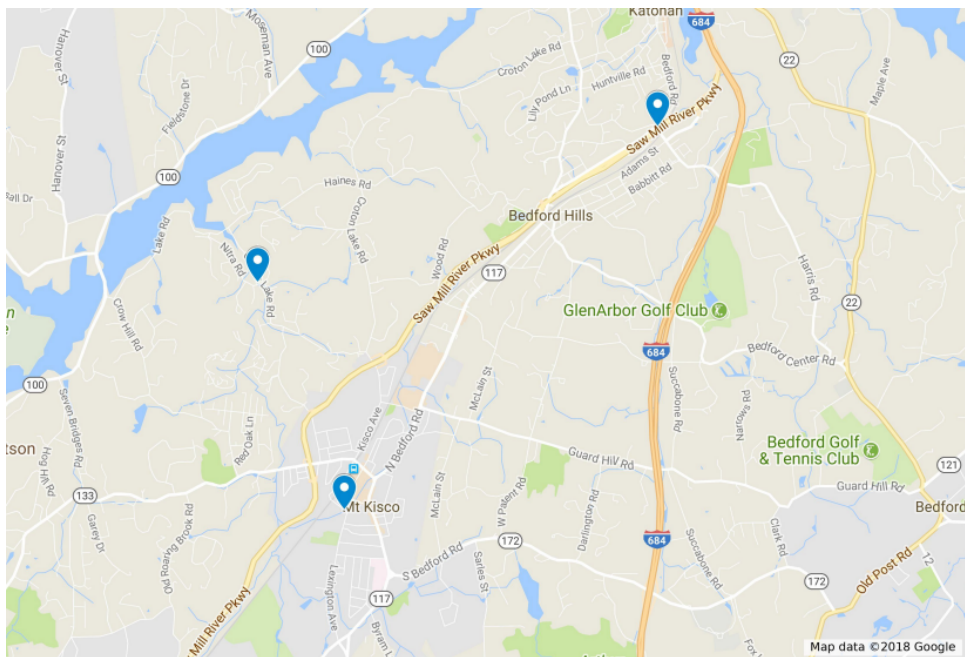 Katonah
684
Hanover St
100
Moseman Ave
Croton Lake Rd
Huntville Rd
Bedford Rd
22
Maple Ave
Fieldstone Dr
Lily Pond Ln
Saw Mill River Pkwy
Hanover St
100
Adams St
Babbitt Rd
Haines Rd
Croton Lake Rd
Bedford Hills
Lake Rd
Nitra Rd
Wood Rd
117
Harris Rd
Lake Rd
Saw Mill River Pkwy
GlenArbor Golf Club
22
Crow Hill Rd
684
Bedford Center Rd
100
McLain St
Succabone Rd
Narrows Rd
Seven Bridges Rd
Kisco Ave
N Bedford Rd
Red Oak Ln
Bedford Golf
& Tennis Club
Hog Hill Rd
Guard Hill Rd
121
133
McLain St
Guard Hill Rd
Mt Kisco
W Patent Rd
Darlington Rd
Bedford
Garey Dr
Old Roaring Brook Rd
684
Clark Rd
172
S Bedford Rd
Sarles St
Succabone Rd
172
Old Post Rd
12
Lexington Ave
117
Byram L
Saw Mill River Pkwy
Map data ©2018 Google